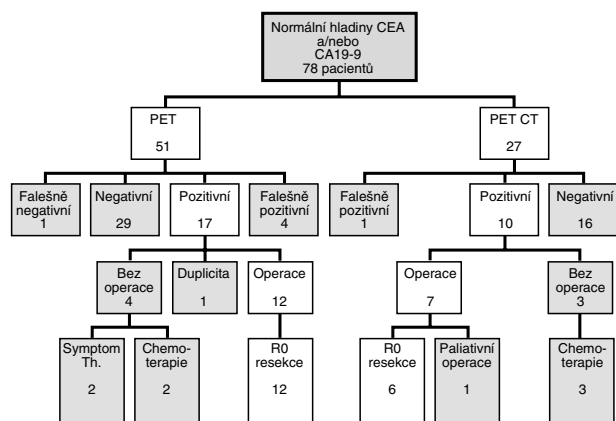 Normální hladiny CEA
a/nebo
CA19-9
78 pacientů
PET
51
PET CT
27
Falešně
negativní
1
Negativní
29
Pozitivní
17
Falešně
pozitivní
4
Falešně
pozitivní
1
Pozitivní
10
Negativní
16
Bez
operace
4
Duplicita
1
Operace
12
Operace
7
Bez
operace
3
Symptom
Th.
2
Chemo-
terapie
2
R0
resekce
12
R0
resekce
6
Paliativní
operace
1
Chemo-
terapie
3